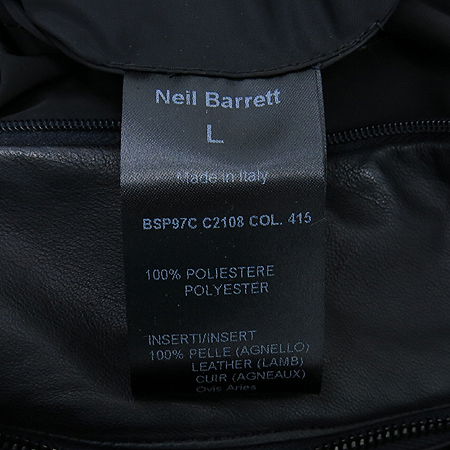 Neil Barrett
L
Made in Italy
BSP97C C2108 COL. 415
100% POLIESTERE
POLYESTER
INSERTI/INSERT
100% PELLE (AGNELLO)
LEATHER (LAMB)
CUIR (AGNEAUX)
Ovis Aries